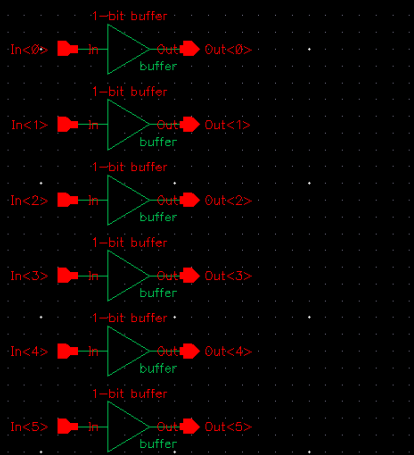 1-bit buffer
In<0> In Out Out<0>
buffer
1-bit buffer
In<1> In Out Out<1>
buffer
1-bit buffer
In<2> In Out Out<2>
buffer
1-bit buffer
In<3> In Out Out<3>
buffer
1-bit buffer
In<4> In Out Out<4>
buffer
1-bit buffer
In<5> In Out Out<5>
buffer